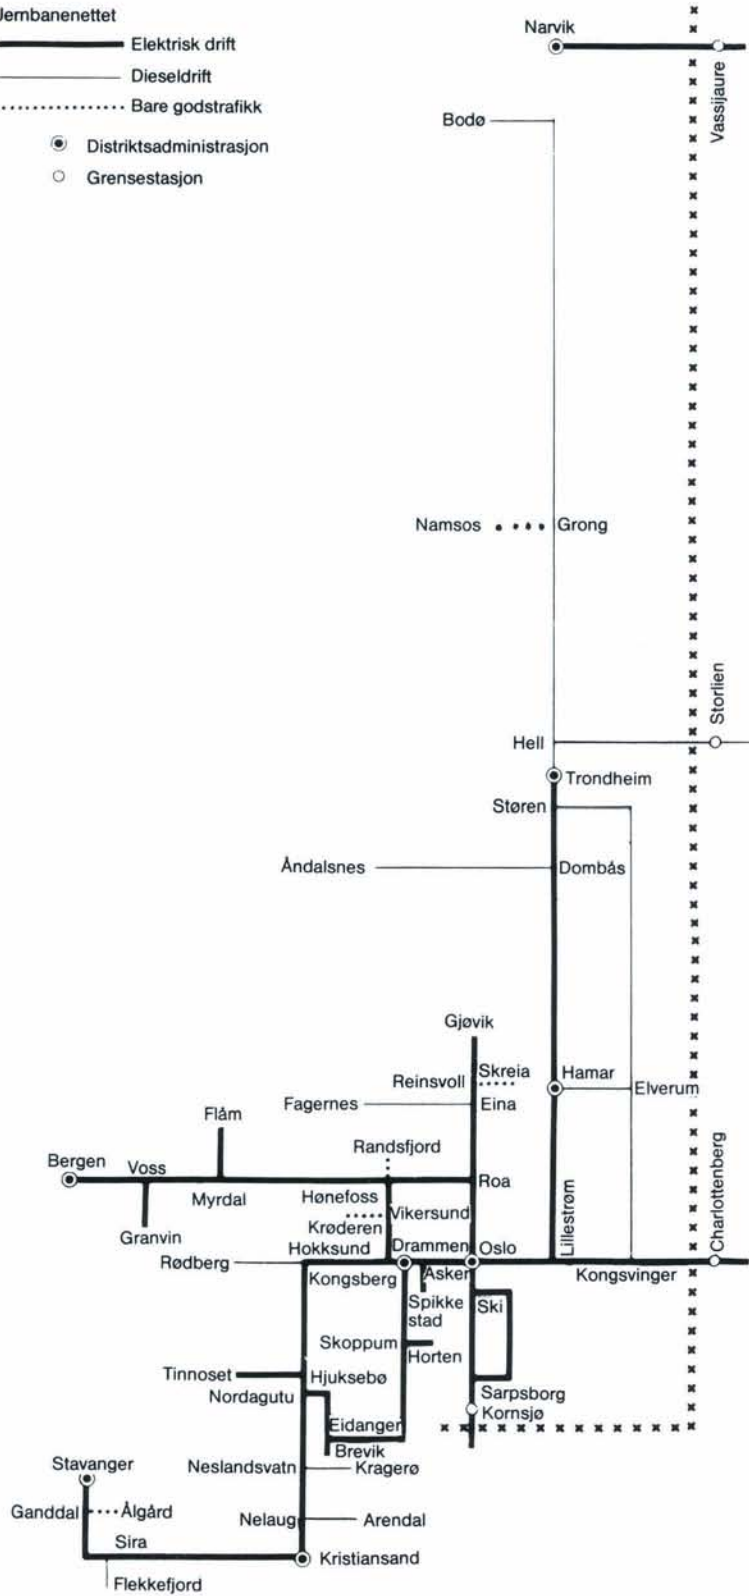 Jernbanenettet
Elektrisk drift
Dieseldrift
Bare godstrafikk
Distriktsadministrasjon
Grensestasjon
Narvik
Vassijaure
Bodø
Namsos
Grong
Storlien
Hell
Trondheim
Støren
Åndalsnes
Dombås
Gjøvik
Skreia
Reinsvoll
Hamar
Elverum
Fagernes
Eina
Flåm
Randsfjord
Bergen
Voss
Roa
Myrdal
Hønefoss
Vikersund
Granvin
Krøderen
Lillestrøm
Charlottenberg
Hokksund
Drammen
Oslo
Rødberg
Kongsberg
Asker
Kongsvinger
Spikke
stad
Ski
Skoppum
Horten
Tinnoset
Hjuksebø
Nordagutu
Sarpsborg
Kornsjø
Eidanger
Brevik
Stavanger
Neslandsvatn
Kragerø
Ganddal
Ålgård
Nelaug
Arendal
Sira
Kristiansand
Flekkefjord